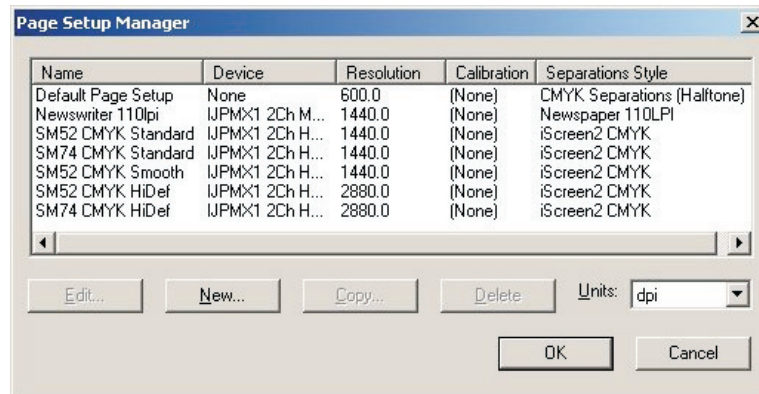 Page Setup Manager
Name Device Resolution Calibration Separations Style
Default Page Setup None 600.0 (None) CMYK Separations (Halftone)
Newswriter 110lpi IJPMX1 2Ch M... 1440.0 (None) Newspaper 110LPI
SM52 CMYK Standard IJPMX1 2Ch H... 1440.0 (None) iScreen2 CMYK
SM74 CMYK Standard IJPMX1 2Ch H... 1440.0 (None) iScreen2 CMYK
SM52 CMYK Smooth IJPMX1 2Ch H... 1440.0 (None) iScreen2 CMYK
SM52 CMYK HiDef IJPMX1 2Ch H... 2880.0 (None) iScreen2 CMYK
SM74 CMYK HiDef IJPMX1 2Ch H... 2880.0 (None) iScreen2 CMYK
Edit... New... Copy... Delete Units: dpi
OK Cancel